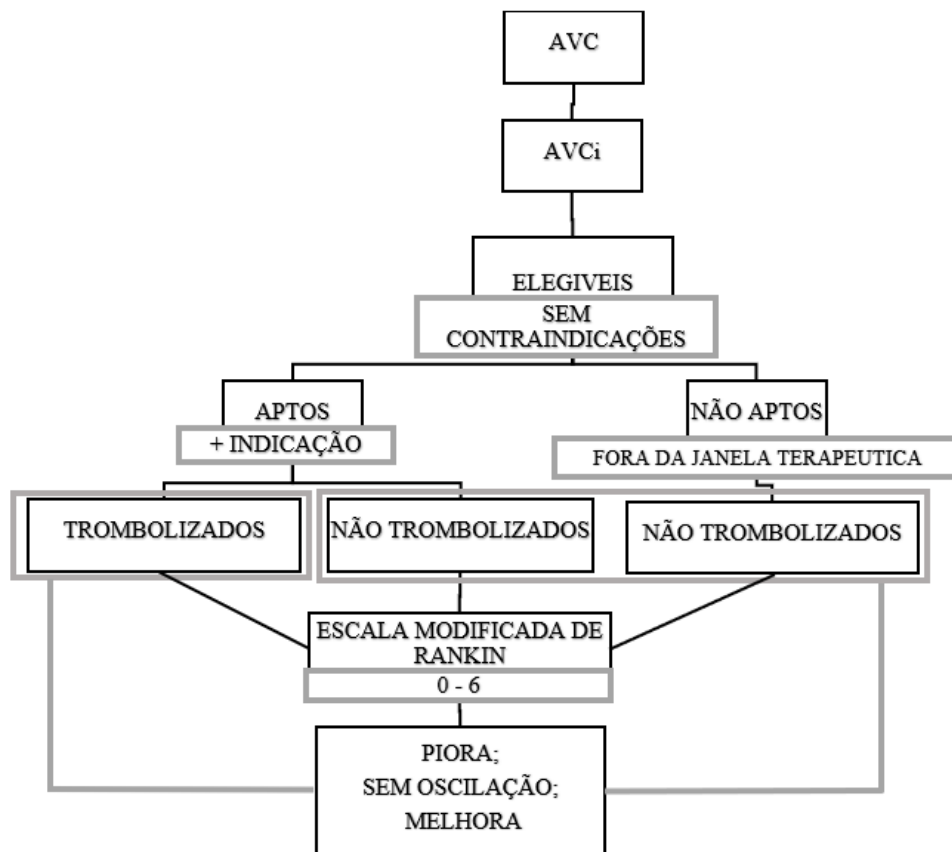 AVC
AVCi
ELEGIVEIS
SEM
CONTRAINDICAÇÕES
APTOS
+ INDICAÇÃO
NÃO APTOS
FORA DA JANELA TERAPEUTICA
TROMBOLIZADOS
NÃO TROMBOLIZADOS
NÃO TROMBOLIZADOS
ESCALA MODIFICADA DE
RANKIN
0 - 6
PIORA;
SEM OSCILAÇÃO;
MELHORA